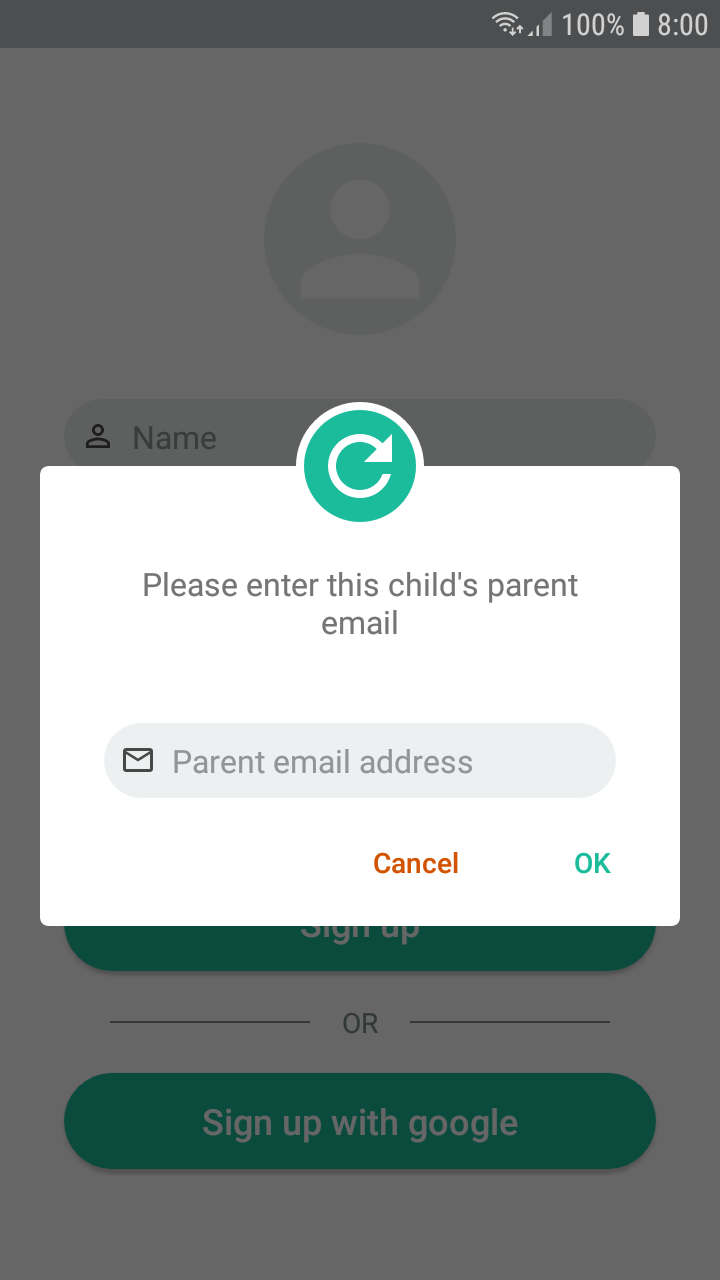 100% 8:00
Name
Please enter this child's parent
email
Parent email address
Cancel OK
Sign up
OR
Sign up with google